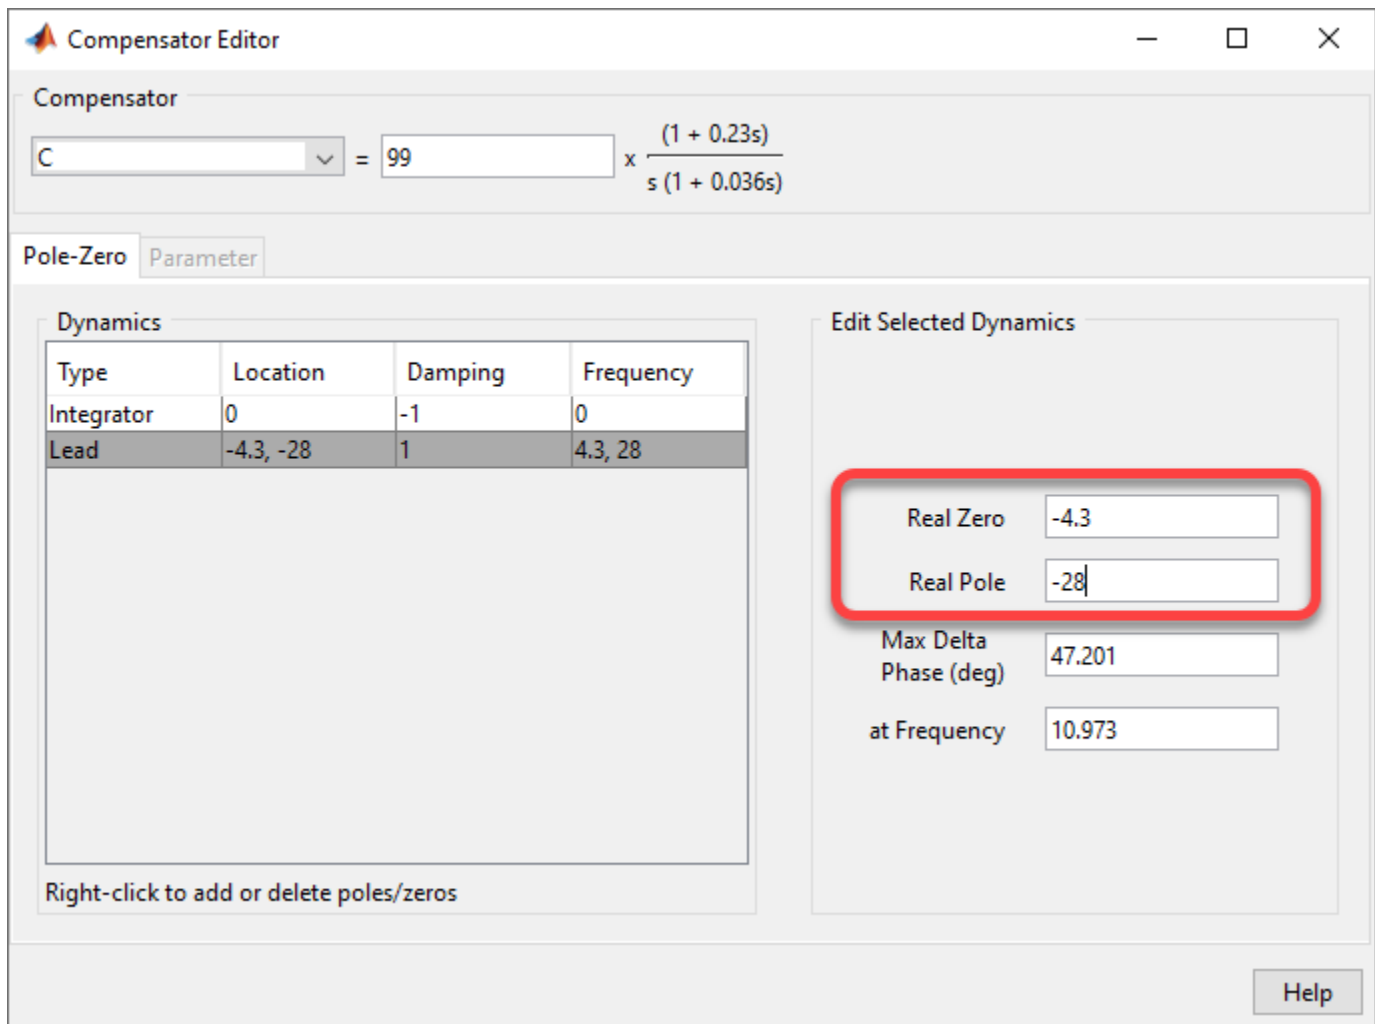 Compensator Editor
Compensator
C = 99 x (1 + 0.23s)
s (1 + 0.036s)
Pole-Zero Parameter
Dynamics
Type Location Damping Frequency
Integrator 0 -1 0
Lead -4.3, -28 1 4.3, 28
Right-click to add or delete poles/zeros
Edit Selected Dynamics
Real Zero -4.3
Real Pole -28
Max Delta
Phase (deg) 47.201
at Frequency 10.973
Help